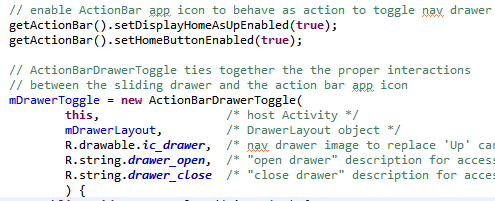 // enable ActionBar app icon to behave as action to toggle nav drawer
getActionBar().setDisplayHomeAsUpEnabled(true);
getActionBar().setHomeButtonEnabled(true);
// ActionBarDrawerToggle ties together the the proper interactions
// between the sliding drawer and the action bar app icon
mDrawerToggle = new ActionBarDrawerToggle(
this, /* host Activity */
mDrawerLayout, /* DrawerLayout object */
R.drawable.ic_drawer, /* nav drawer image to replace 'Up' car
R.string.drawer_open, /* "open drawer" description for acces
R.string.drawer_close /* "close drawer" description for acce
) {